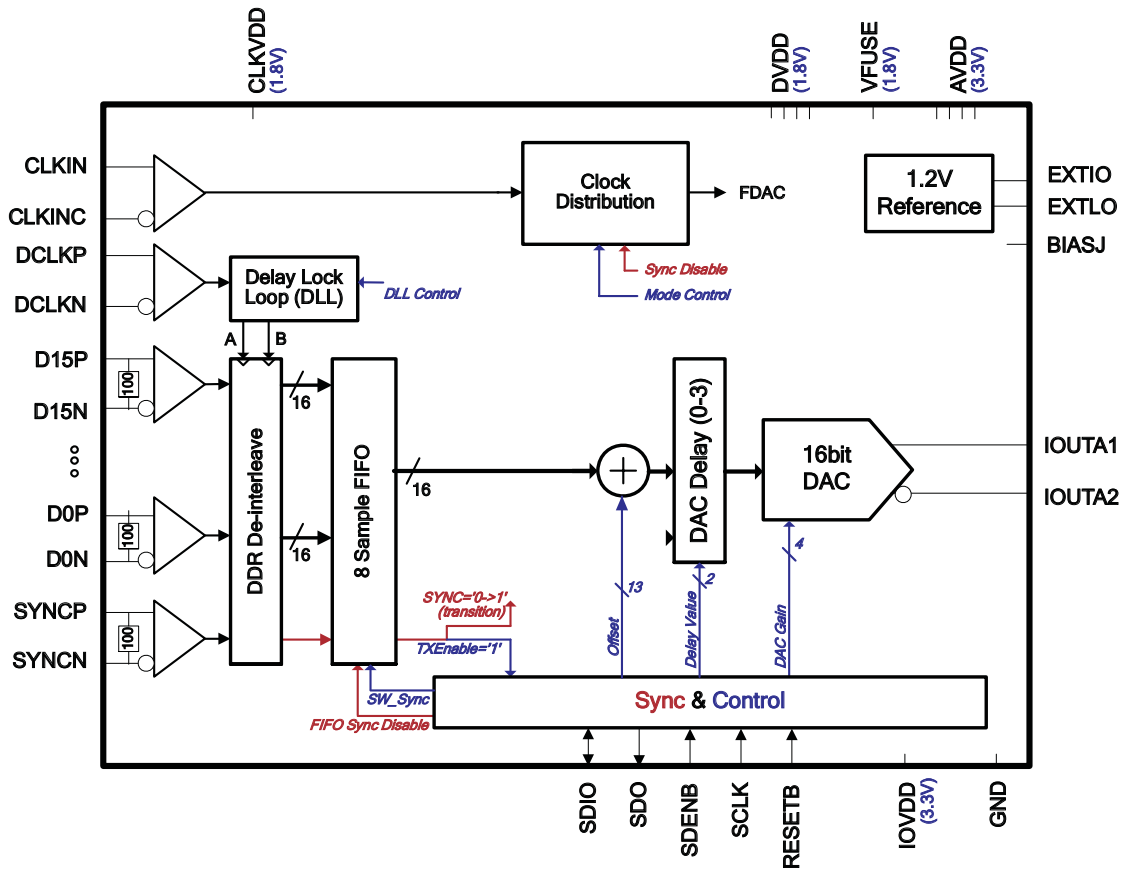 CLKVDD
(1.8V)
DVDD
(1.8V)
VFUSE
(1.8V)
AVDD
(3.3V)
CLKIN
CLKINC
Clock
Distribution
FDAC
1.2V
Reference
EXTIO
EXTLO
BIASJ
DCLKP
DCLKN
Delay Lock
Loop (DLL)
DLL Control
Sync Disable
Mode Control
A
B
D15P
100
D15N
DDR De-interleave
16
8 Sample FIFO
16
DAC Delay (0-3)
16bit
DAC
IOUTA1
IOUTA2
D0P
100
D0N
16
13
2
4
SYNCP
100
SYNCN
SYNC='0->1'
(transition)
TXEnable='1'
Offset
Delay Value
DAC Gain
SW_Sync
FIFO Sync Disable
Sync & Control
SDIO
SDO
SDENB
SCLK
RESETB
IOVDD
(3.3V)
GND